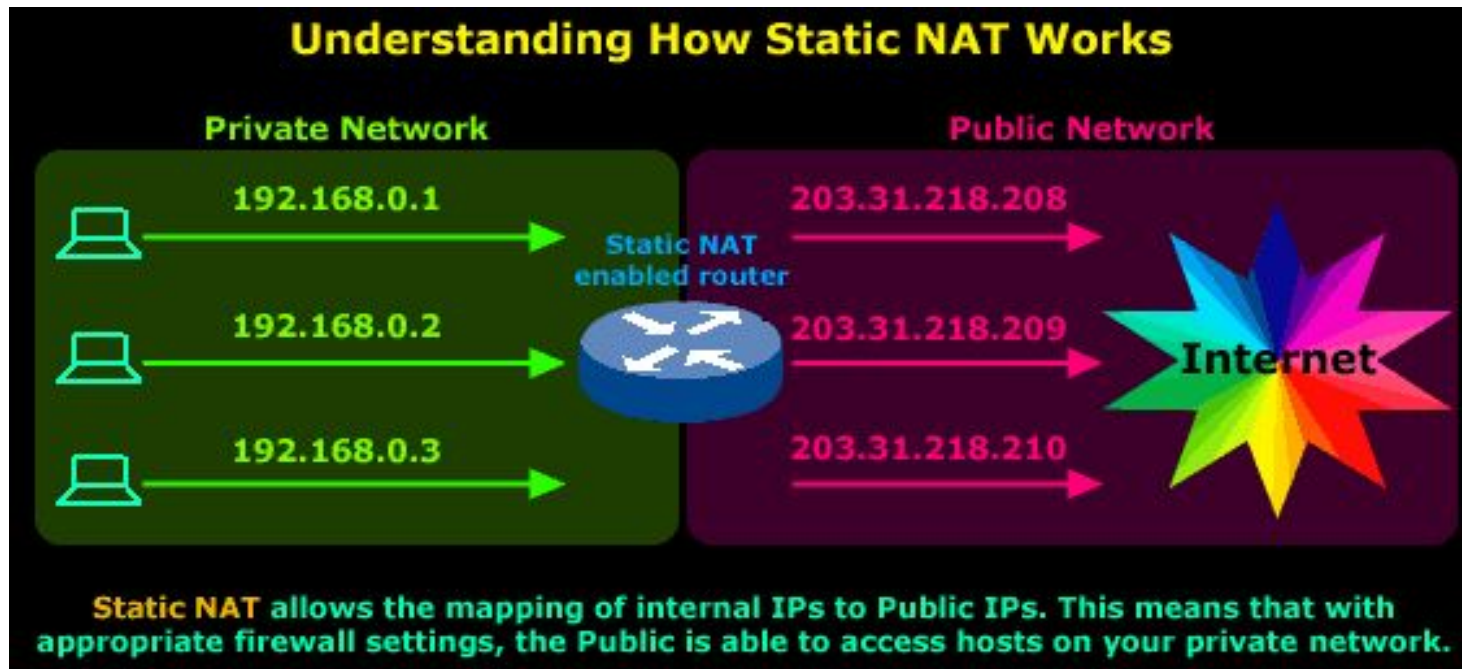 Understanding How Static NAT Works
Private Network
Public Network
192.168.0.1
203.31.218.208
Static NAT
enabled router
192.168.0.2
203.31.218.209
Internet
192.168.0.3
203.31.218.210
Static NAT allows the mapping of internal IPs to Public IPs. This means that with
appropriate firewall settings, the Public is able to access hosts on your private network.